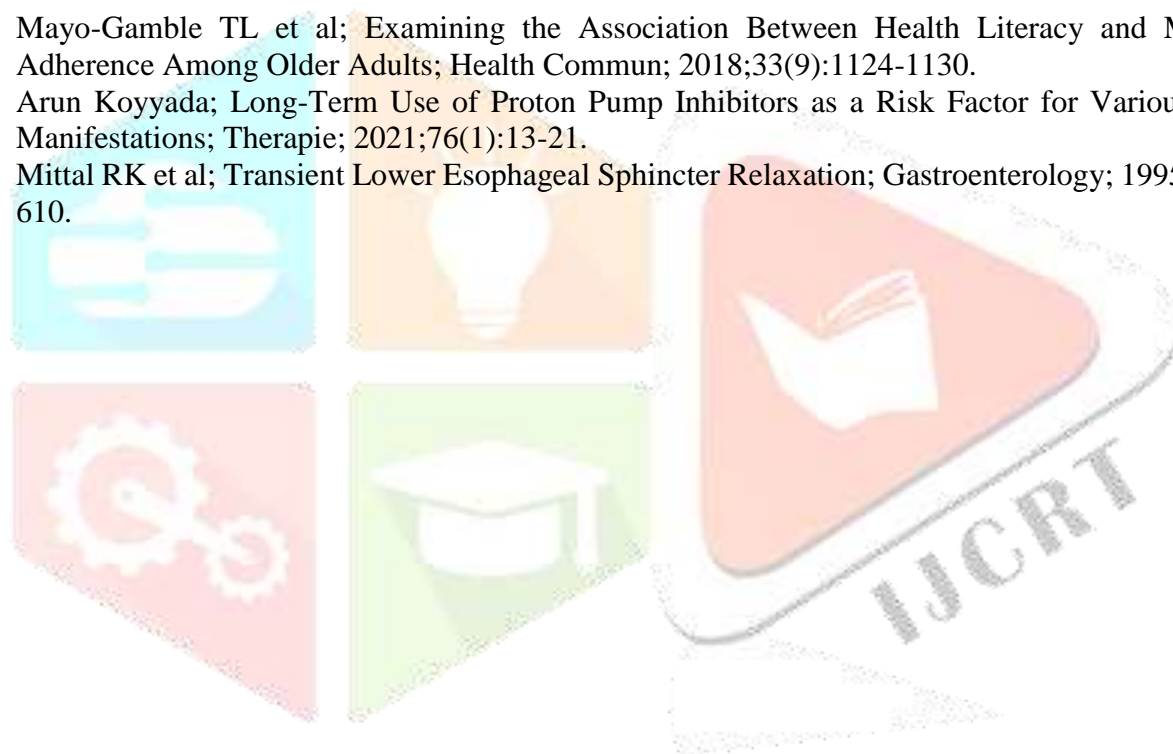 Mayo-Gamble TL et al; Examining the Association Between Health Literacy and
Adherence Among Older Adults; Health Commun; 2018;33(9):1124-1130.
Arun Koyyada; Long-Term Use of Proton Pump Inhibitors as a Risk Factor for
Manifestations; Therapie; 2021;76(1):13-21.
Mittal RK et al; Transient Lower Esophageal Sphincter Relaxation; Gastroenterology;
610.
IJCRT